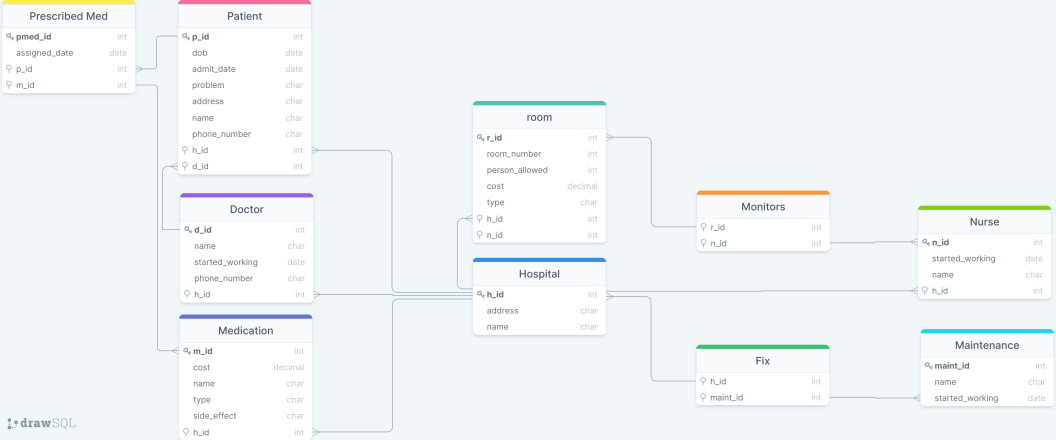 Prescribed Med
pmed_id int
assigned_date date
p_id int
m_id int
Patient
p_id int
dob date
admit_date date
problem char
address char
name char
phone_number char
h_id int
d_id int
Doctor
d_id int
name char
started_working date
phone_number char
h_id int
Medication
m_id int
cost decimal
name char
type char
side_effect char
h_id int
room
r_id int
room_number int
person_allowed int
cost decimal
type char
h_id int
n_id int
Hospital
h_id int
address char
name char
Monitors
r_id int
n_id int
Fix
h_id int
maint_id int
Nurse
n_id int
started_working date
name char
h_id int
Maintenance
maint_id int
name char
started_working date
drawSQL